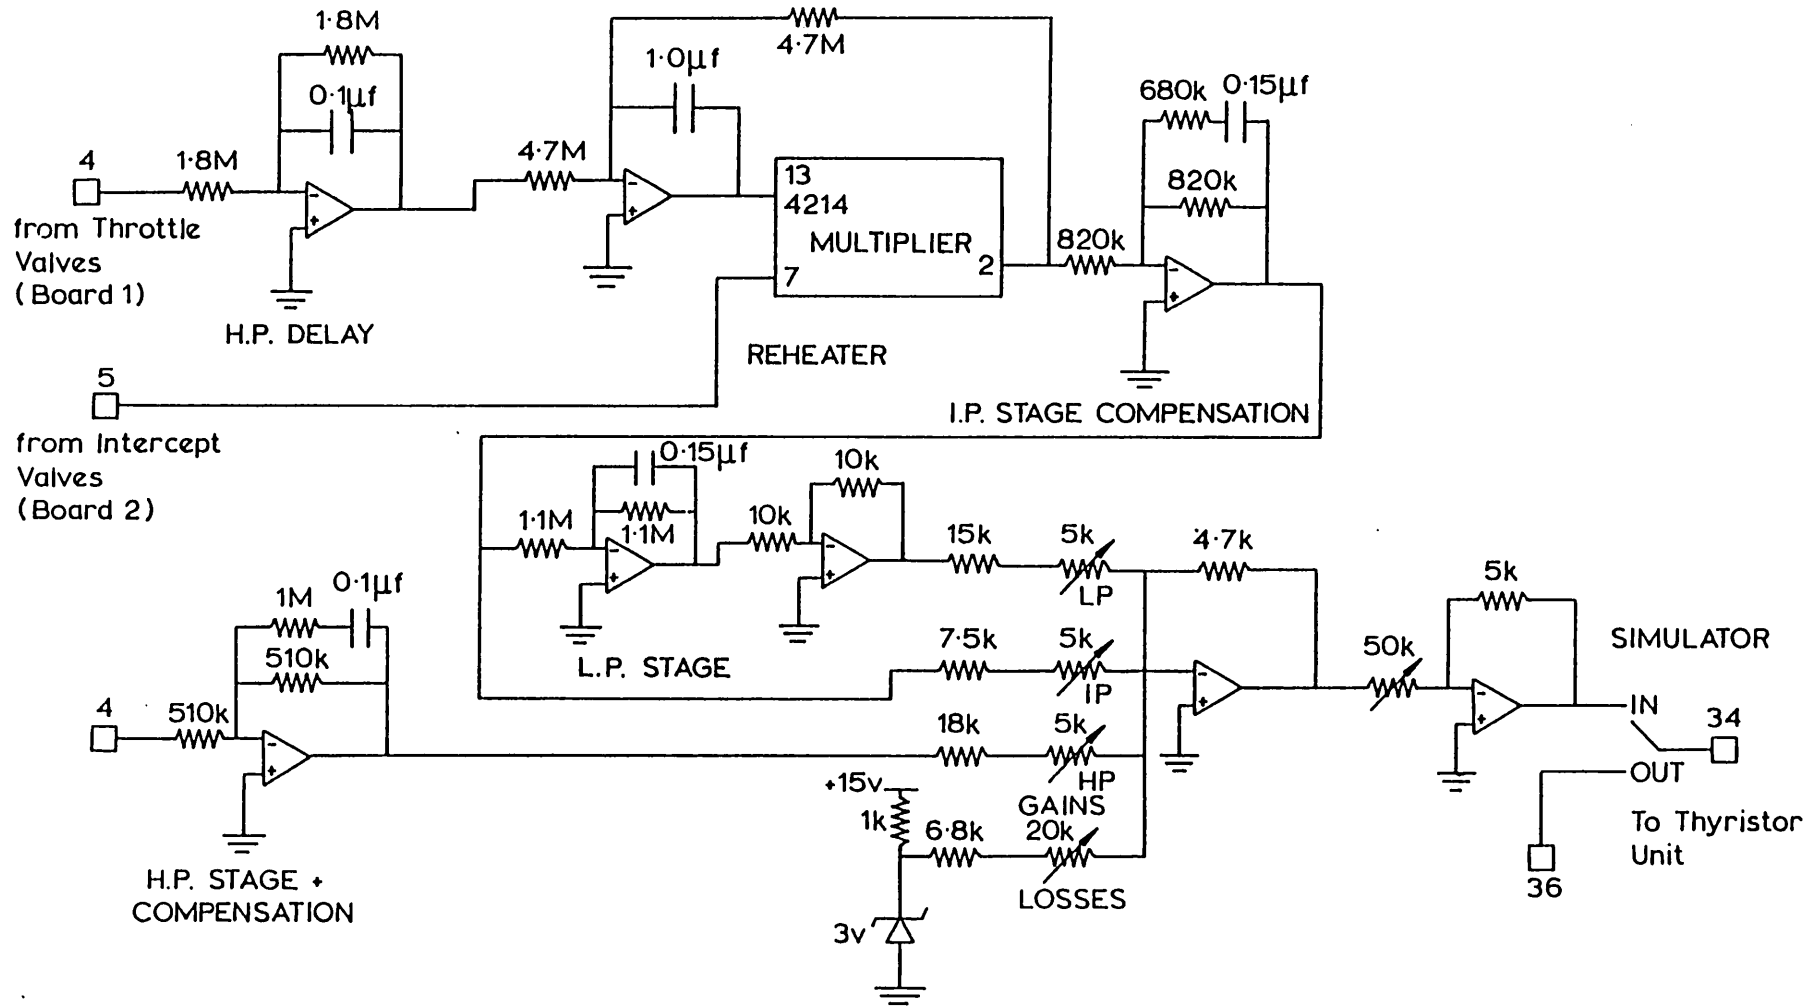 1·8M
0·1µf
4
1·8M
from Throttle
Valves
(Board 1)
H.P. DELAY
4·7M
1·0µf
4·7M
13
4214
MULTIPLIER
2
7
REHEATER
680k
0·15µf
820k
820k
I.P. STAGE COMPENSATION
5
from Intercept
Valves
(Board 2)
0·15µf
1·1M
1·1M
L.P. STAGE
10k
10k
15k
5k
LP
4·7k
7·5k
5k
IP
18k
5k
HP
GAINS
+15v
1k
6·8k
20k
LOSSES
3v
1M
0·1µf
510k
4
510k
H.P. STAGE +
COMPENSATION
50k
5k
SIMULATOR
IN
34
OUT
To Thyristor
Unit
36